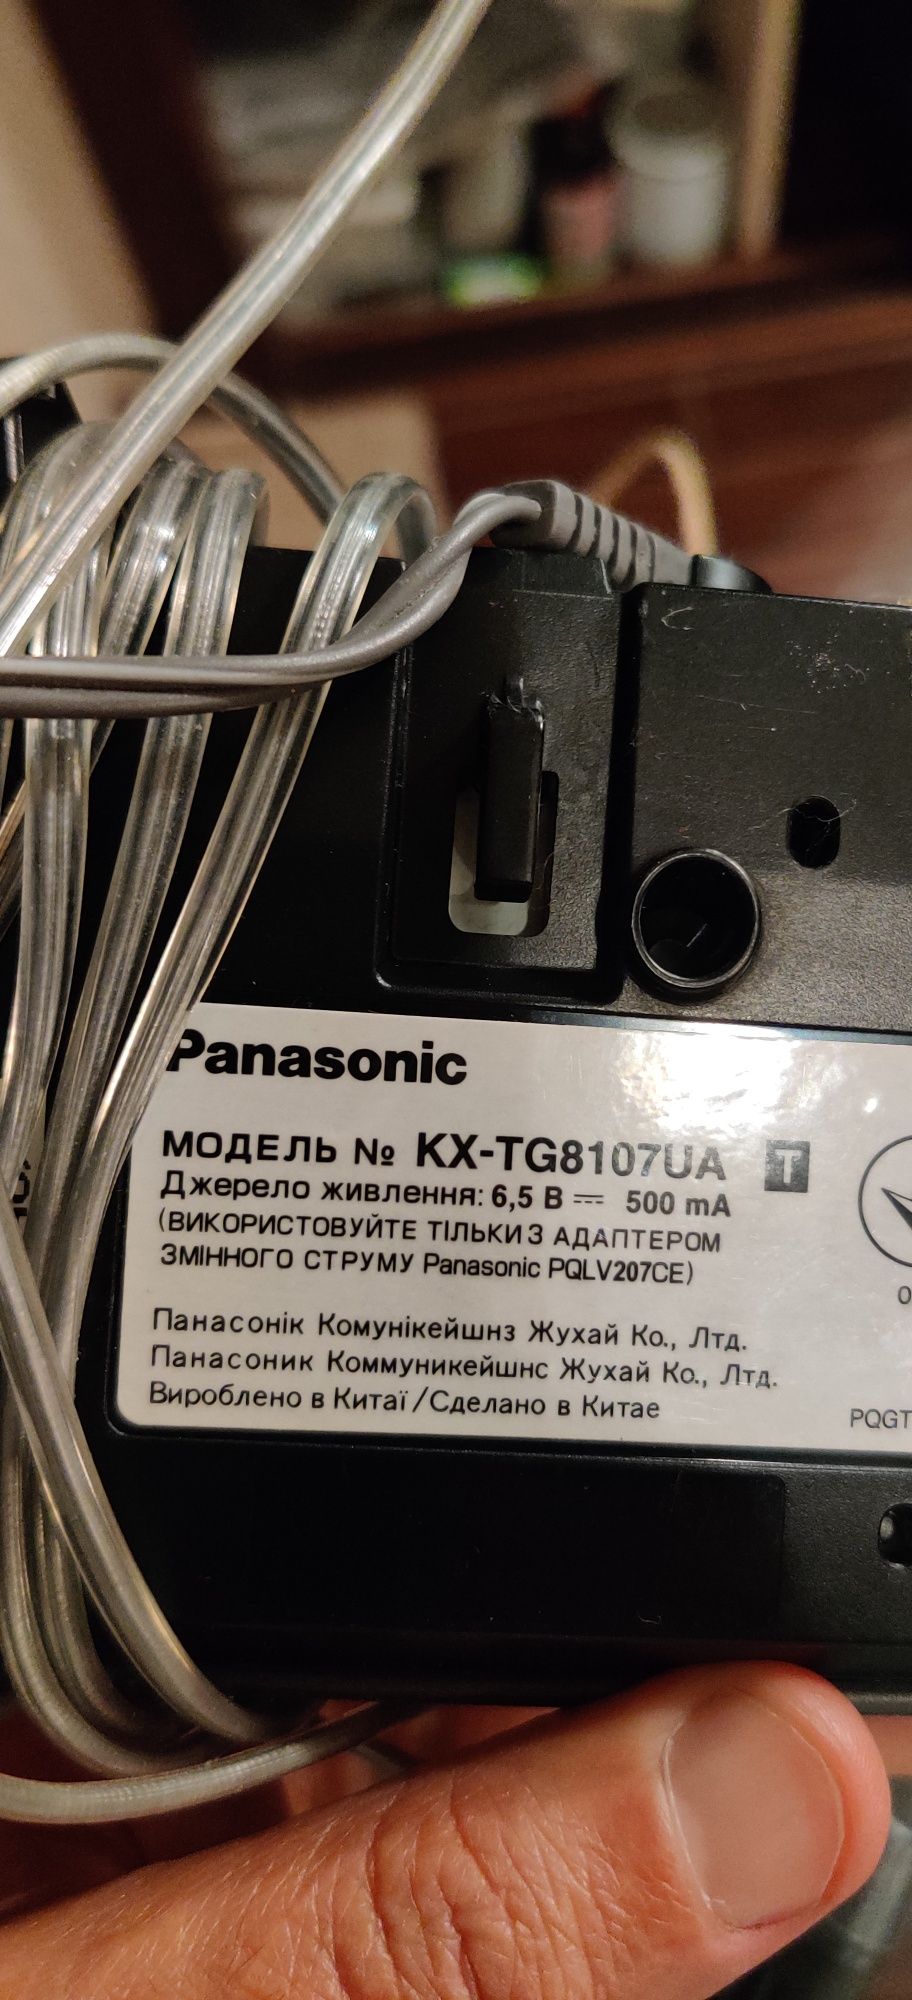 Panasonic
МОДЕЛЬ № KX-TG8107UA T
Джерело живлення: 6,5 В ⎓ 500 mA
(ВИКОРИСТОВУЙТЕ ТІЛЬКИ З АДАПТЕРОМ
ЗМІННОГО СТРУМУ Panasonic PQLV207CE)
Панасонік Комунікейшнз Жухай Ко., Лтд.
Панасоник Коммуникейшнс Жухай Ко., Лтд.
Вироблено в Китаї / Сделано в Китае
PQGT